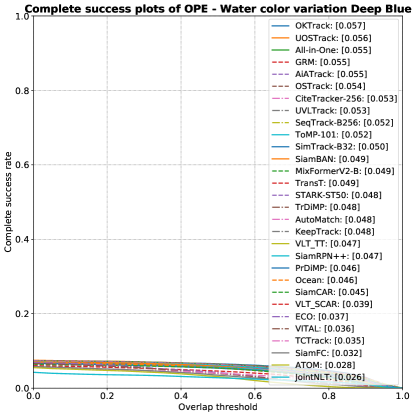 Complete success plots of OPE - Water color variation Deep Blue
1.0
0.8
0.6
0.4
0.2
0.0
Complete success rate
OKTrack: [0.057]
UOSTrack: [0.056]
All-in-One: [0.055]
GRM: [0.055]
AiATrack: [0.055]
OSTrack: [0.054]
CiteTracker-256: [0.053]
UVLTrack: [0.053]
SeqTrack-B256: [0.052]
ToMP-101: [0.052]
SimTrack-B32: [0.050]
SiamBAN: [0.049]
MixFormerV2-B: [0.049]
TransT: [0.049]
STARK-ST50: [0.048]
TrDiMP: [0.048]
AutoMatch: [0.048]
KeepTrack: [0.048]
VLT_TT: [0.047]
SiamRPN++: [0.047]
PrDiMP: [0.046]
Ocean: [0.046]
SiamCAR: [0.045]
VLT_SCAR: [0.039]
ECO: [0.037]
VITAL: [0.036]
TCTrack: [0.035]
SiamFC: [0.032]
ATOM: [0.028]
JointNLT: [0.026]
0.0 0.2 0.4 0.6 0.8 1.0
Overlap threshold